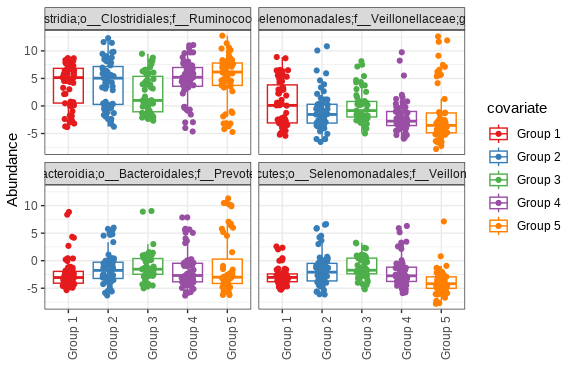 stridia;o__Clostridiales;f__Ruminococ
elenomonadales;f__Veillonellaceae;g
Abundance
10
5
0
-5
acteroidia;o__Bacteroidales;f__Prevote
cutes;o__Selenomonadales;f__Veillon
10
5
0
-5
Group 1
Group 2
Group 3
Group 4
Group 5
Group 1
Group 2
Group 3
Group 4
Group 5
covariate
Group 1
Group 2
Group 3
Group 4
Group 5